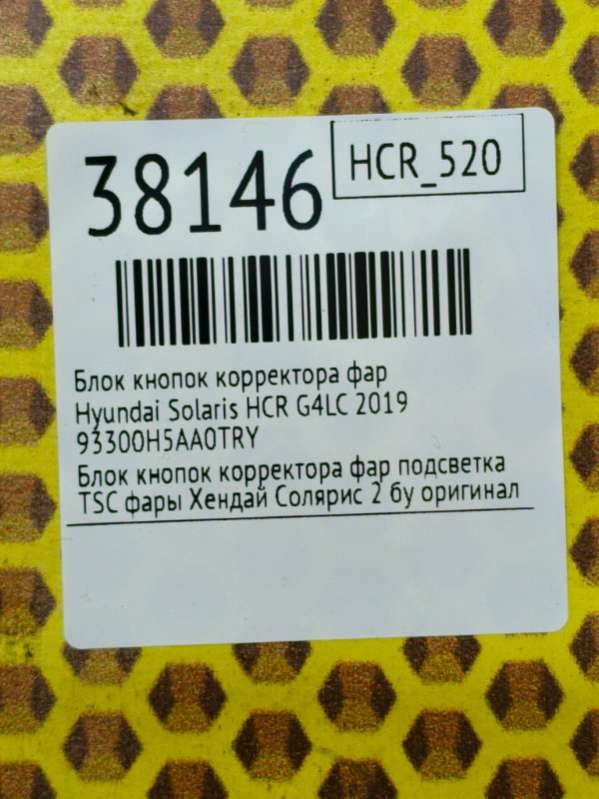 38146
HCR_520
Блок кнопок корректора фар
Hyundai Solaris HCR G4LC 2019
93300H5AA0TRY
Блок кнопок корректора фар подсветка
TSC фары Хендай Солярис 2 бу оригинал